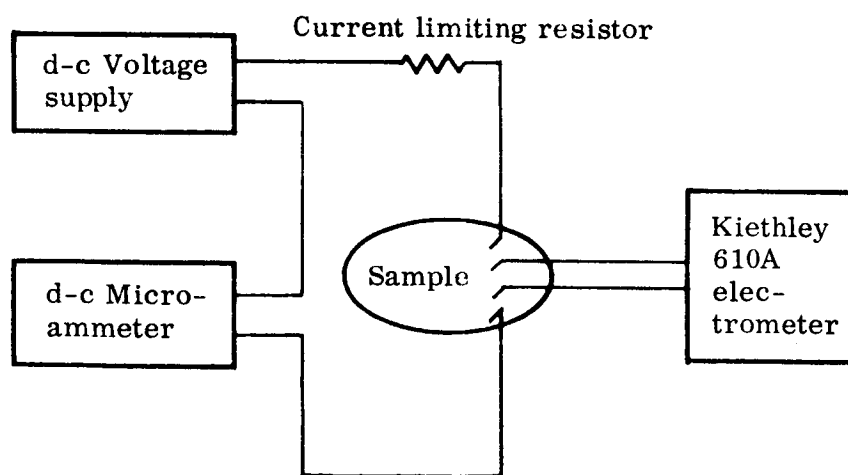 Current limiting resistor
d-c Voltage
supply
Sample
Kiethley
610A
elec-
trometer
d-c Micro-
ammeter